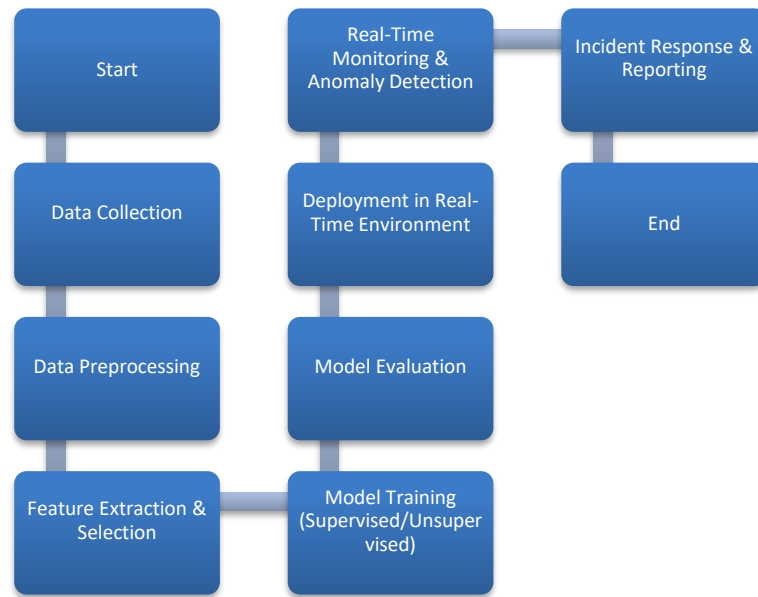 Start
Data Collection
Data Preprocessing
Feature Extraction &
Selection
Model Training
(Supervised/Unsuper
vised)
Model Evaluation
Deployment in Real-
Time Environment
Real-Time
Monitoring &
Anomaly Detection
Incident Response &
Reporting
End